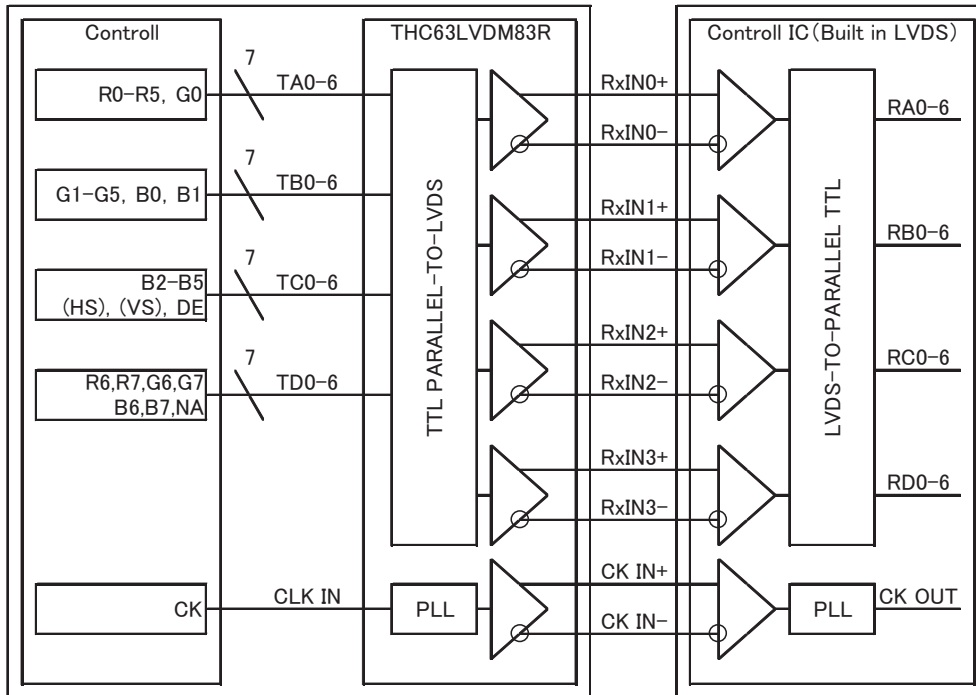 Controll
THC63LVDM83R
Controll IC(Built in LVDS)
R0-R5, G0
7
TA0-6
RxIN0+
RxIN0-
RA0-6
G1-G5, B0, B1
7
TB0-6
RxIN1+
RxIN1-
RB0-6
B2-B5
(HS), (VS), DE
7
TC0-6
RxIN2+
RxIN2-
RC0-6
R6,R7,G6,G7
B6,B7,NA
7
TD0-6
RxIN3+
RxIN3-
RD0-6
TTL PARALLEL-TO-LVDS
LVDS-TO-PARALLEL TTL
CK
CLK IN
PLL
CK IN+
CK IN-
PLL
CK OUT